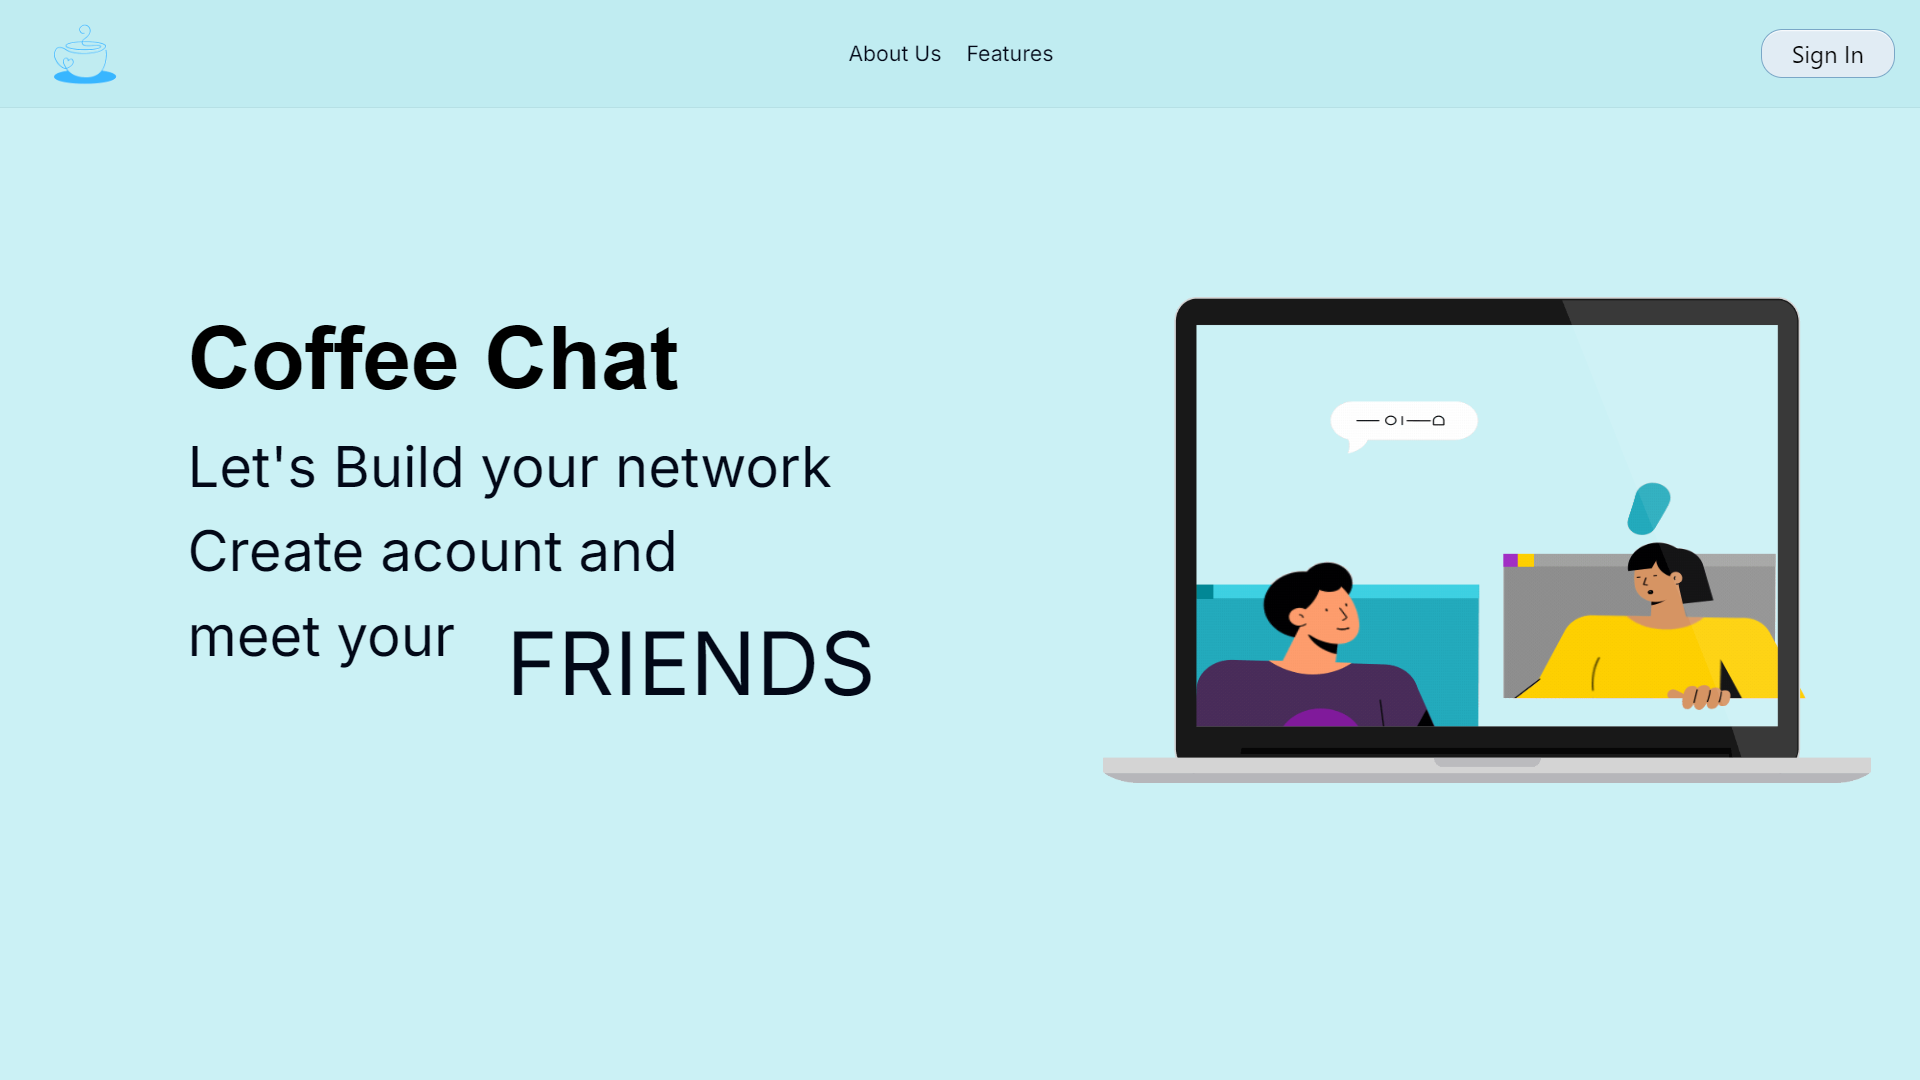 About Us Features
Sign In
Coffee Chat
Let's Build your network
Create acount and
meet your FRIENDS